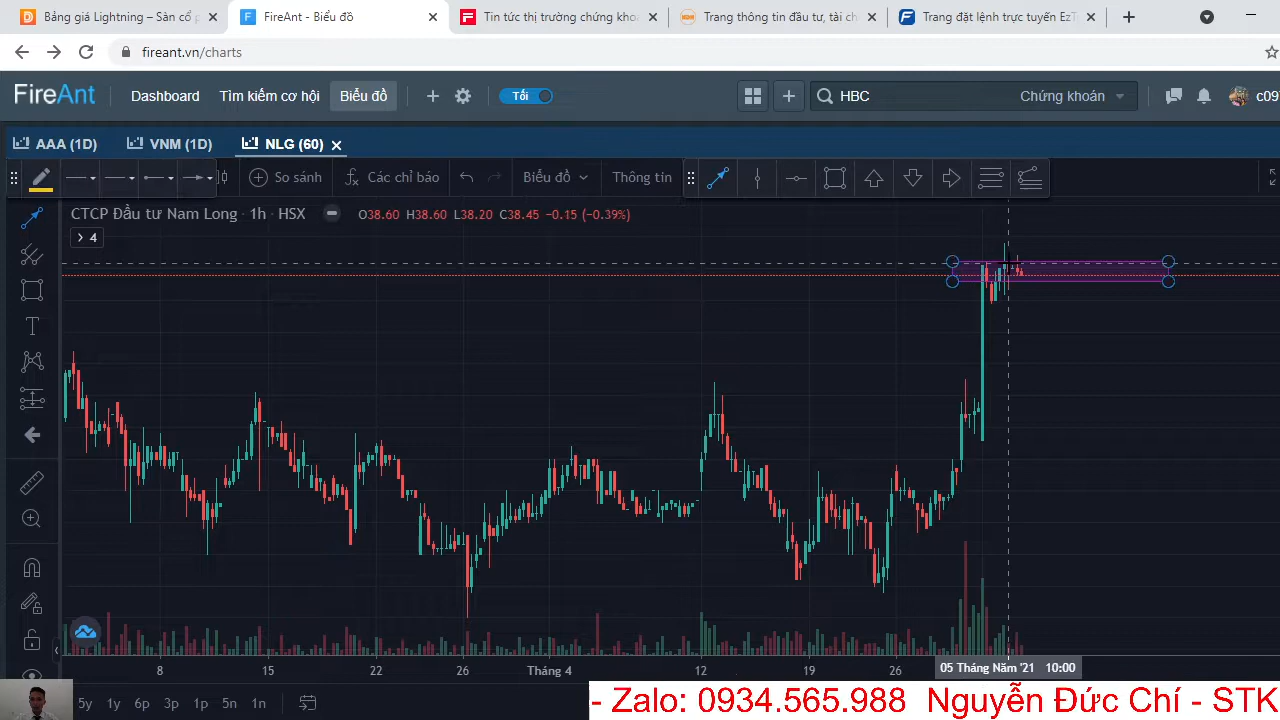 Bảng giá Lightning – Sàn cổ
FireAnt - Biểu đồ
Tin tức thị trường chứng kho
Trang thông tin đầu tư, tài ch
Trang đặt lệnh trực tuyến EzT
fireant.vn/charts
FireAnt Dashboard Tìm kiếm cơ hội Biểu đồ Tối HBC Chứng khoán c09
AAA (1D) VNM (1D) NLG (60)
So sánh Các chỉ báo Biểu đồ Thông tin
CTCP Đầu tư Nam Long · 1h · HSX O38.60 H38.60 L38.20 C38.45 −0.15 (−0.39%)
4
8 15 22 26 Tháng 4 12 19 26 05 Tháng Năm '21 10:00
5y 1y 6p 3p 1p 5n 1n
- Zalo: 0934.565.988 Nguyễn Đức Chí - STK